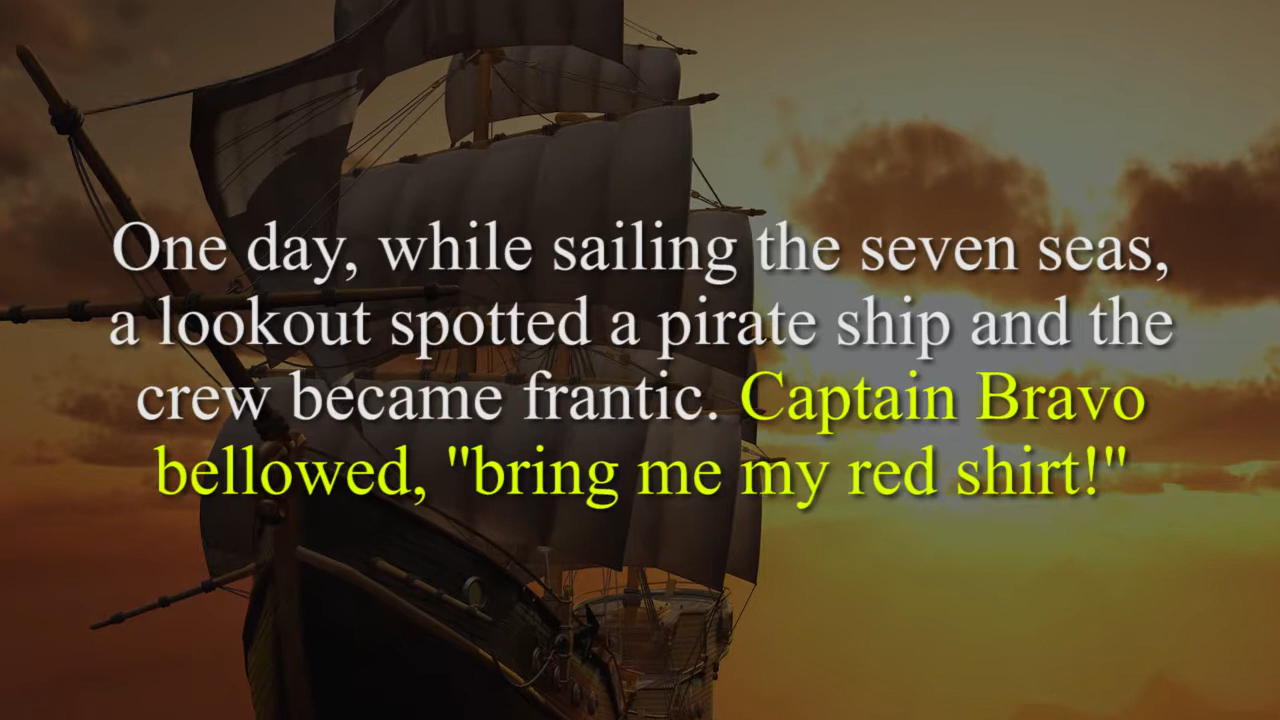 One day, while sailing the seven seas,
a lookout spotted a pirate ship and the
crew became frantic. Captain Bravo
bellowed, "bring me my red shirt!"